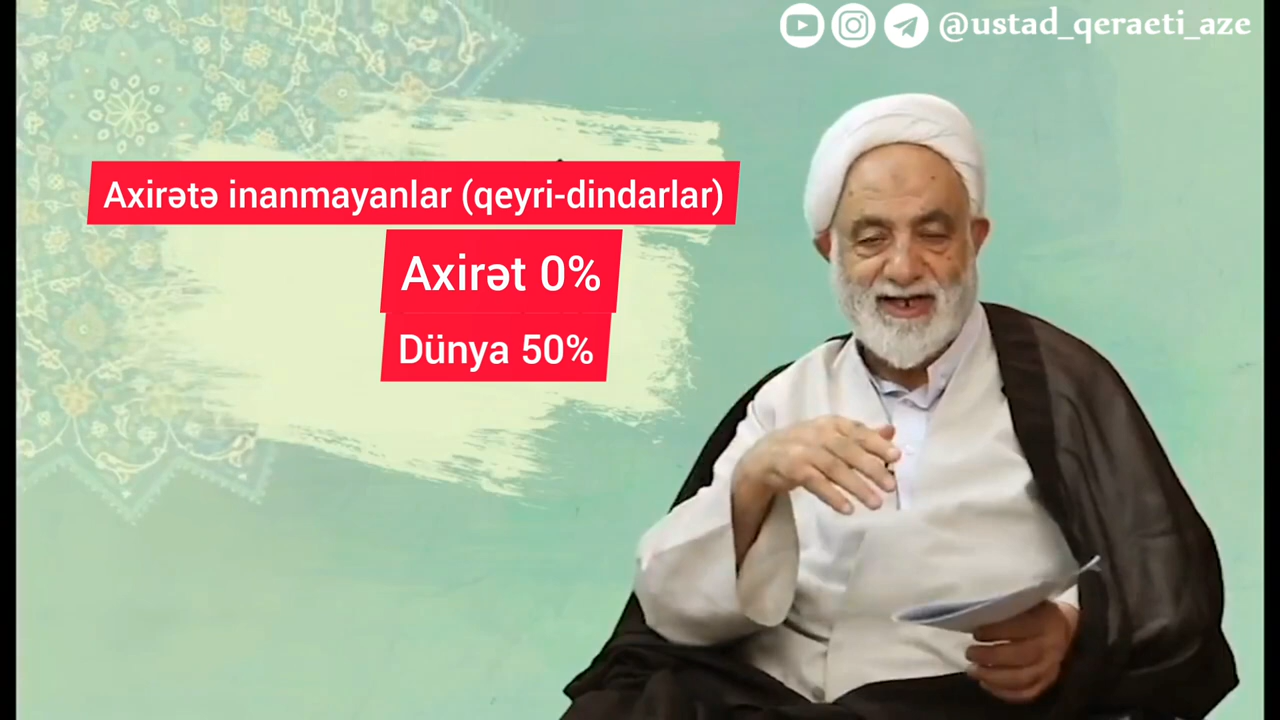 @ustad_qeraeti_aze
Axirətə inanmayanlar (qeyri-dindarlar)
Axirət 0%
Dünya 50%